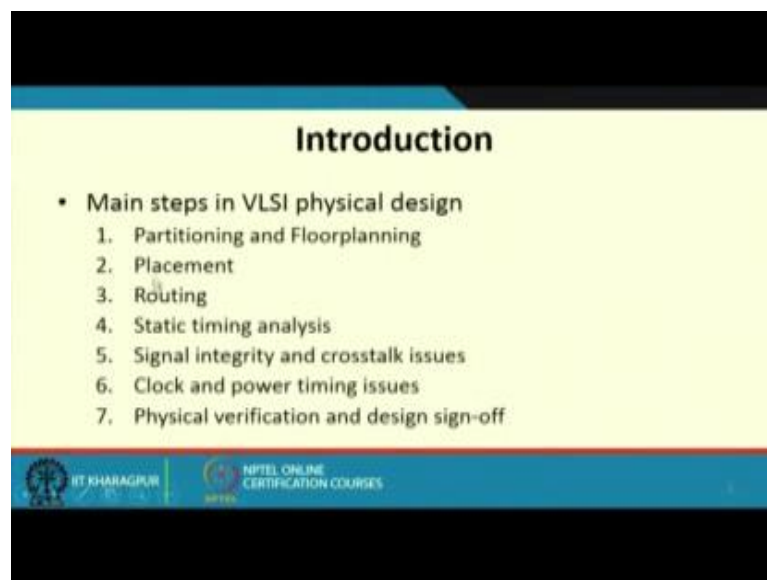 Introduction
• Main steps in VLSI physical design
1. Partitioning and Floorplanning
2. Placement
3. Routing
4. Static timing analysis
5. Signal integrity and crosstalk issues
6. Clock and power timing issues
7. Physical verification and design sign-off
IIT KHARAGPUR
NPTEL ONLINE
CERTIFICATION COURSES
NPTEL